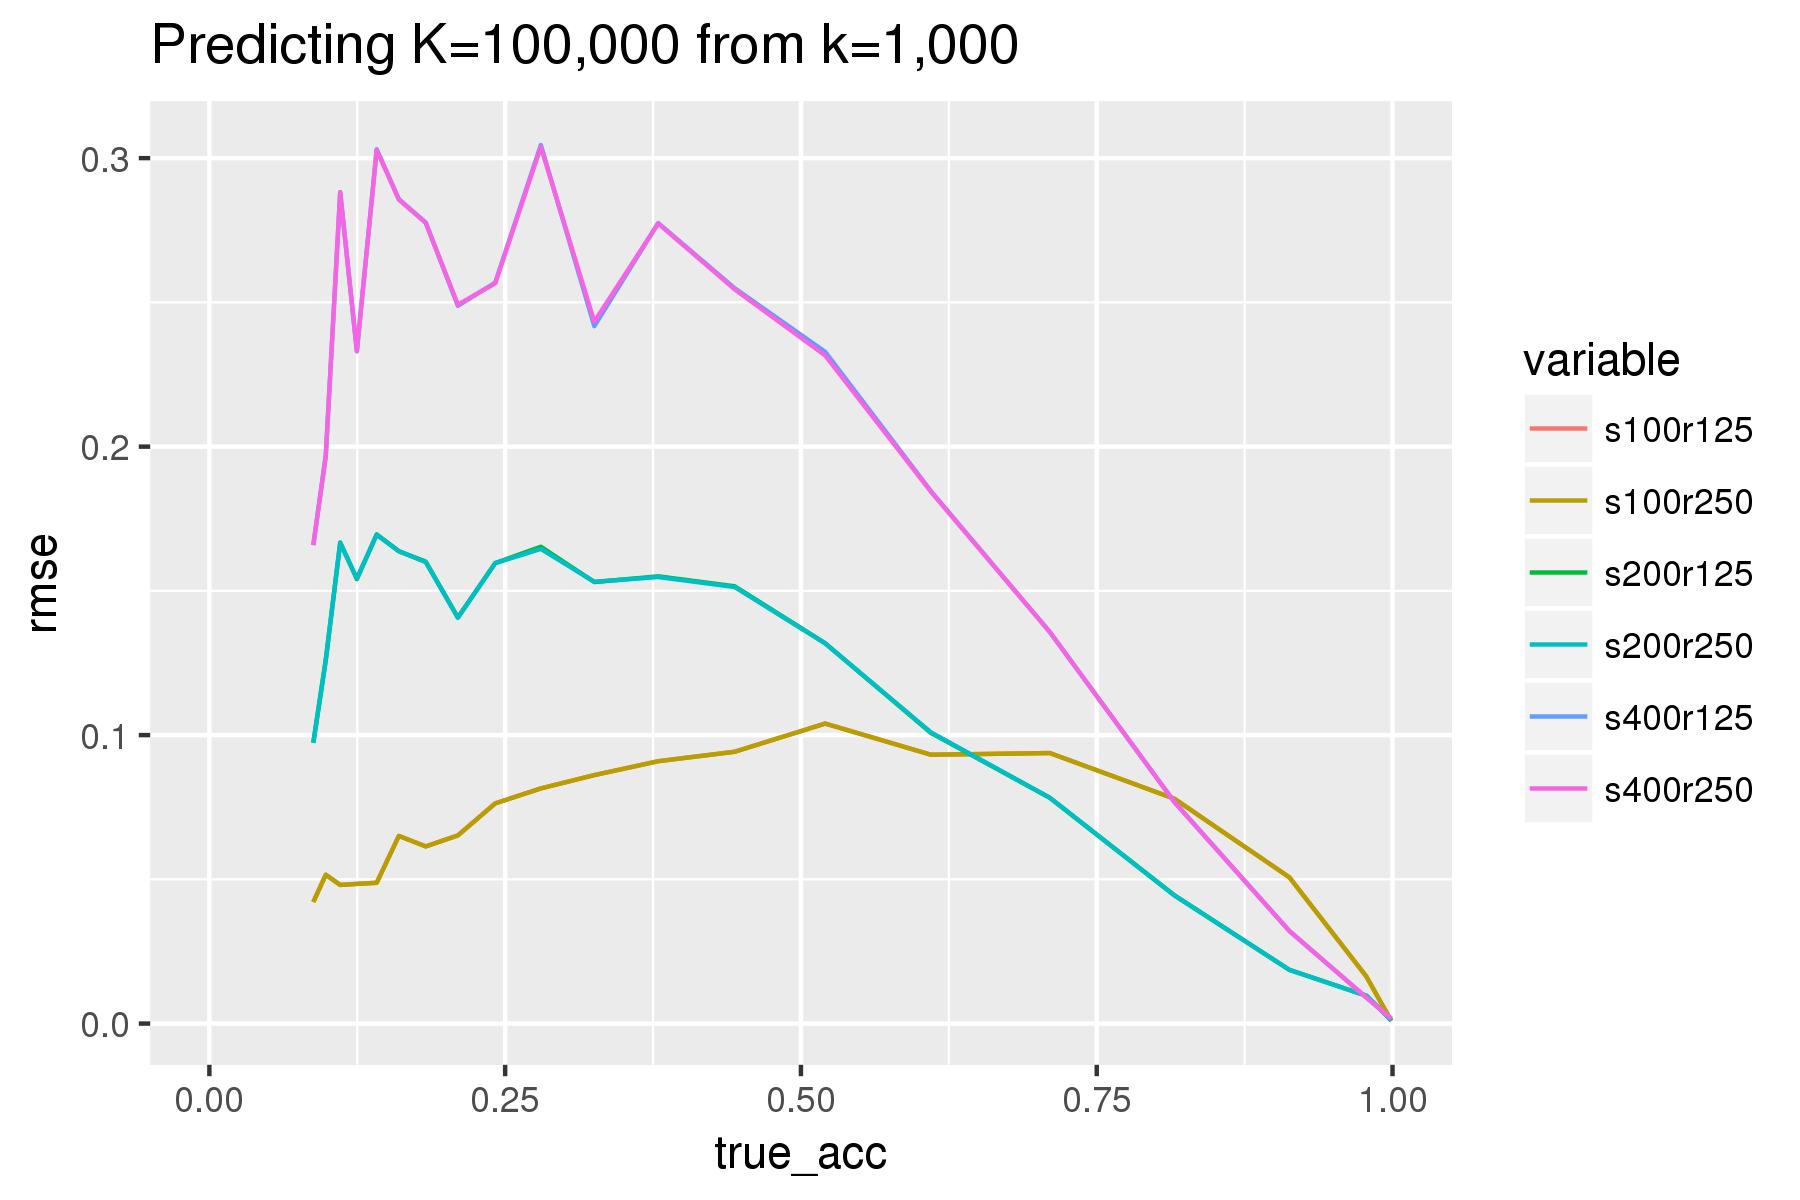 Predicting K=100,000 from k=1,000
0.3
0.2
0.1
0.0
rmse
0.00 0.25 0.50 0.75 1.00
true_acc
variable
s100r125
s100r250
s200r125
s200r250
s400r125
s400r250